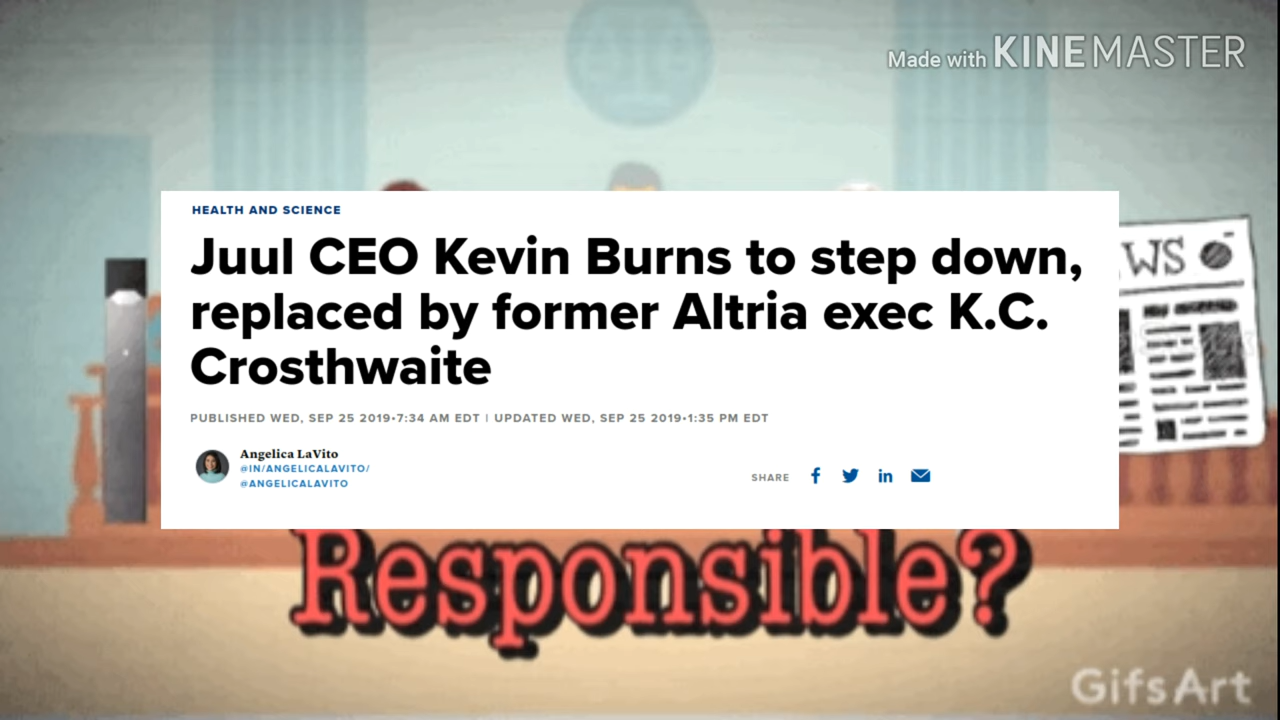 Made with KINEMASTER
HEALTH AND SCIENCE
Juul CEO Kevin Burns to step down,
replaced by former Altria exec K.C.
Crosthwaite
WS
PUBLISHED WED, SEP 25 2019•7:34 AM EDT | UPDATED WED, SEP 25 2019•1:35 PM EDT
Angelica LaVito
@IN/ANGELICALAVITO/
@ANGELICALAVITO
SHARE
Responsible?
GifsArt